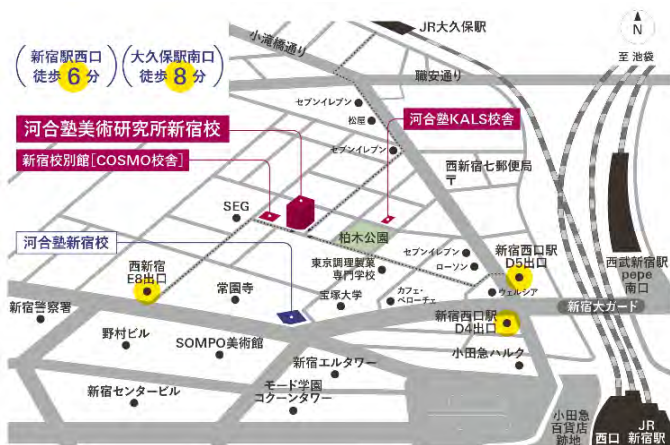 JR大久保駅
小滝橋通り
N
至 池袋
新宿駅西口
徒歩6分
大久保駅南口
徒歩8分
職安通り
セブンイレブン
松屋
河合塾美術研究所新宿校
河合塾KALS校舎
新宿校別館[COSMO校舎]
セブンイレブン
西新宿七郵便局
〒
SEG
柏木公園
河合塾新宿校
セブンイレブン
ローソン
新宿西口駅
D5出口
西武新宿駅
pepe
南口
西新宿
E8出口
東京調理製菓
専門学校
常圓寺
宝塚大学
カフェ・
ベローチェ
ウェルシア
新宿警察署
新宿大ガード
新宿西口駅
D4出口
野村ビル
SOMPO美術館
小田急ハルク
新宿エルタワー
新宿センタービル
モード学園
コクーンタワー
小田急
百貨店
跡地
西口
JR
新宿駅